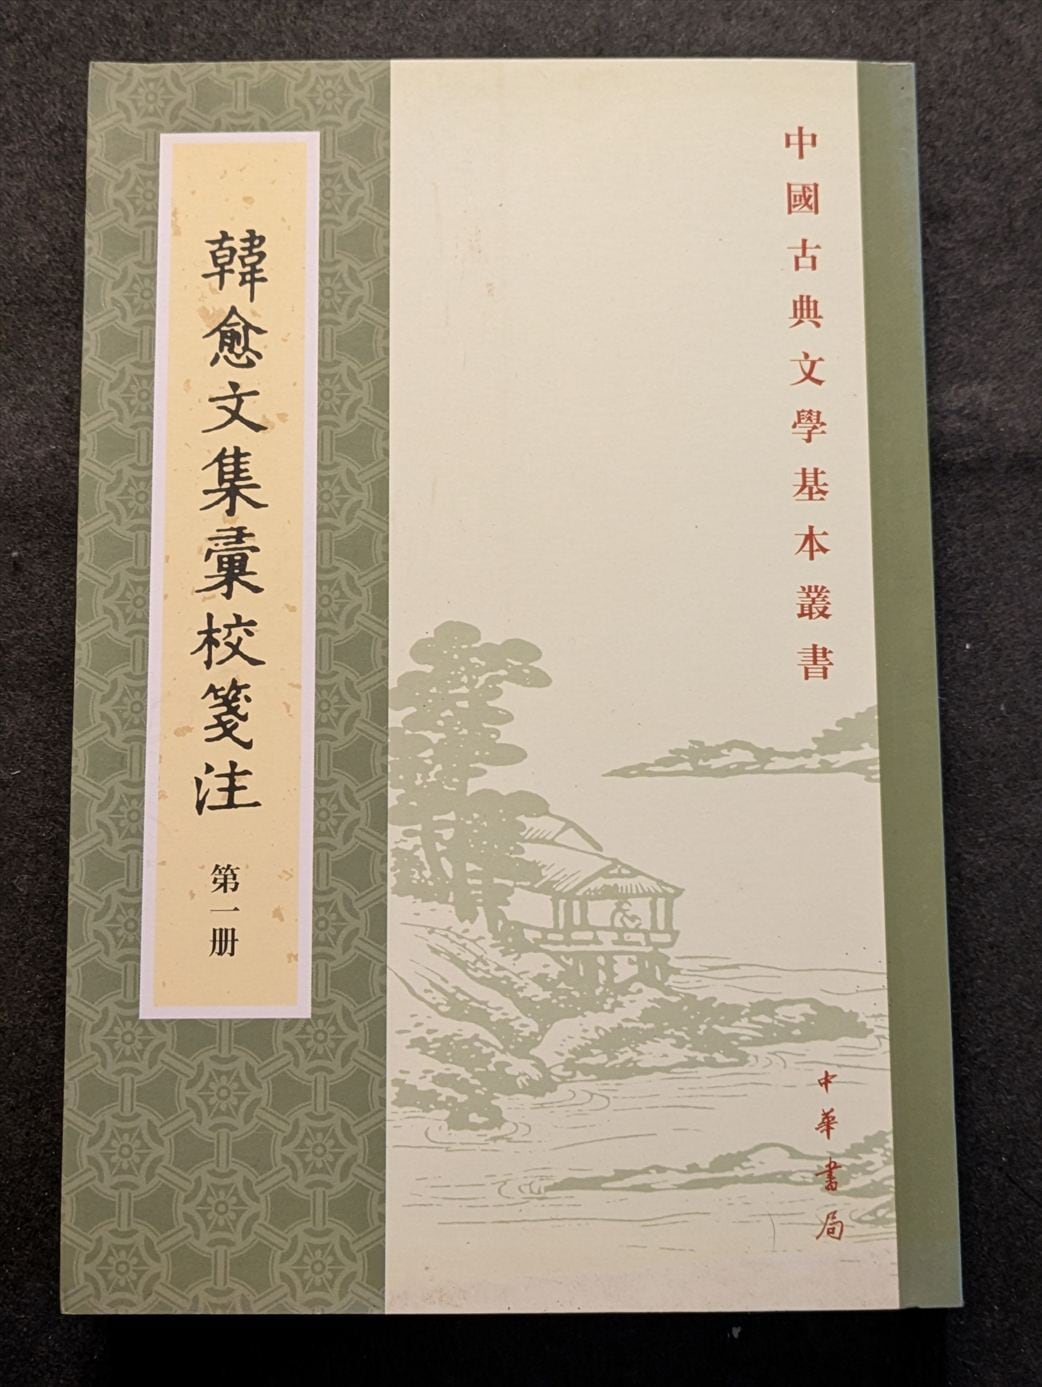 中國古典文學基本叢書
韓愈文集彙校箋注
第一册
中華書局